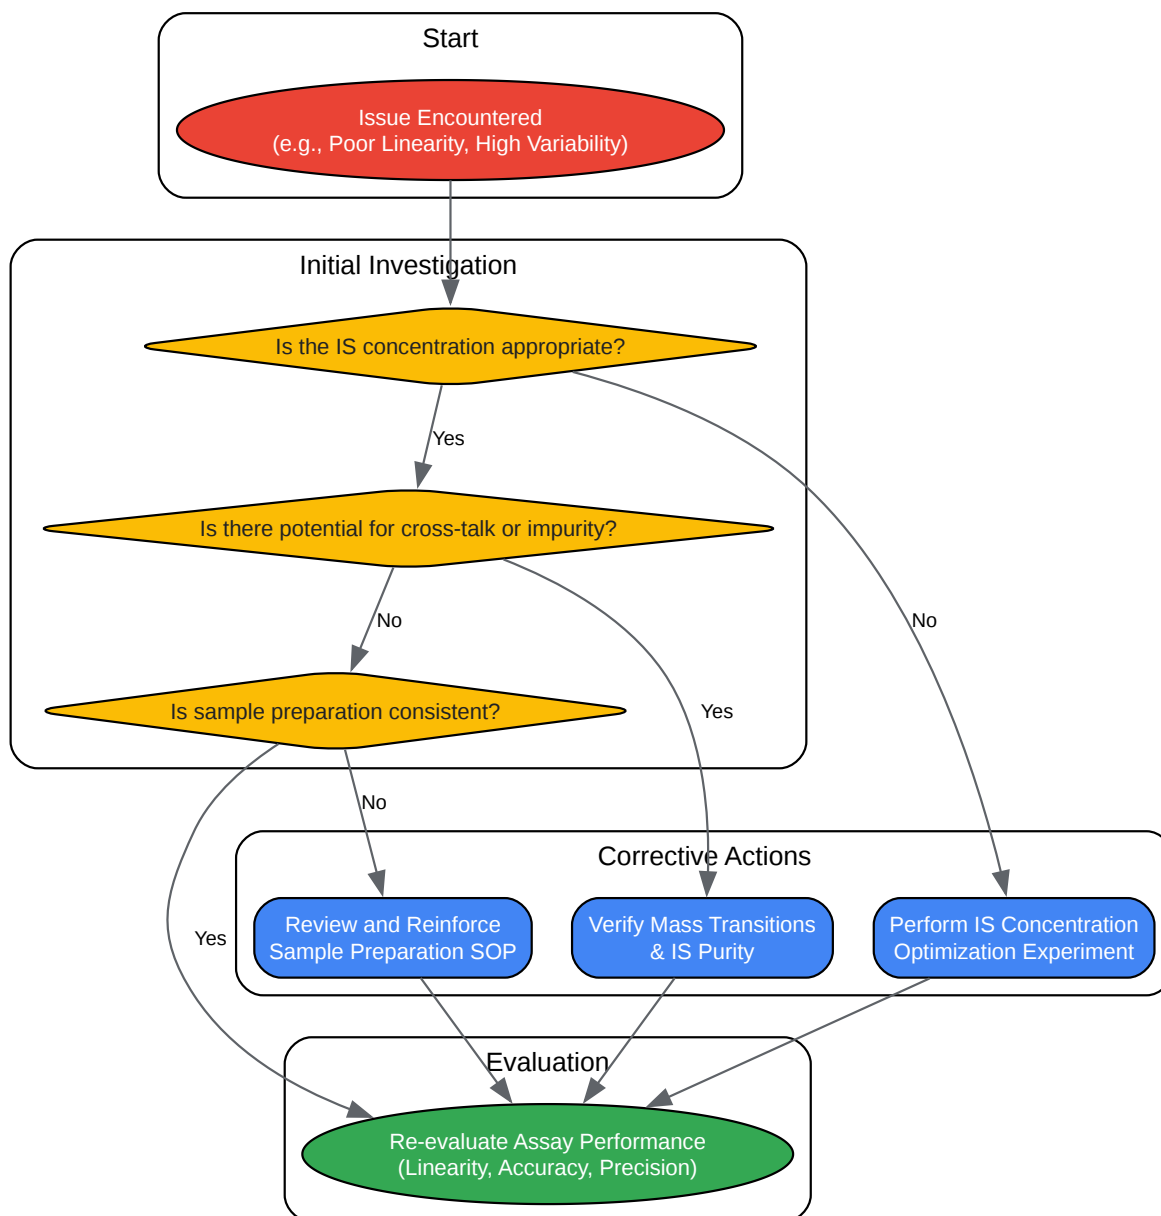 Start
Issue Encountered
(e.g., Poor Linearity, High Variability)
Initial Investigation
Is the IS concentration appropriate?
Yes
Is there potential for cross-talk or impurity?
No
No
Is sample preparation consistent?
Yes
No
Corrective Actions
Review and Reinforce
Sample Preparation SOP
Verify Mass Transitions
& IS Purity
Perform IS Concentration
Optimization Experiment
Yes
Evaluation
Re-evaluate Assay Performance
(Linearity, Accuracy, Precision)